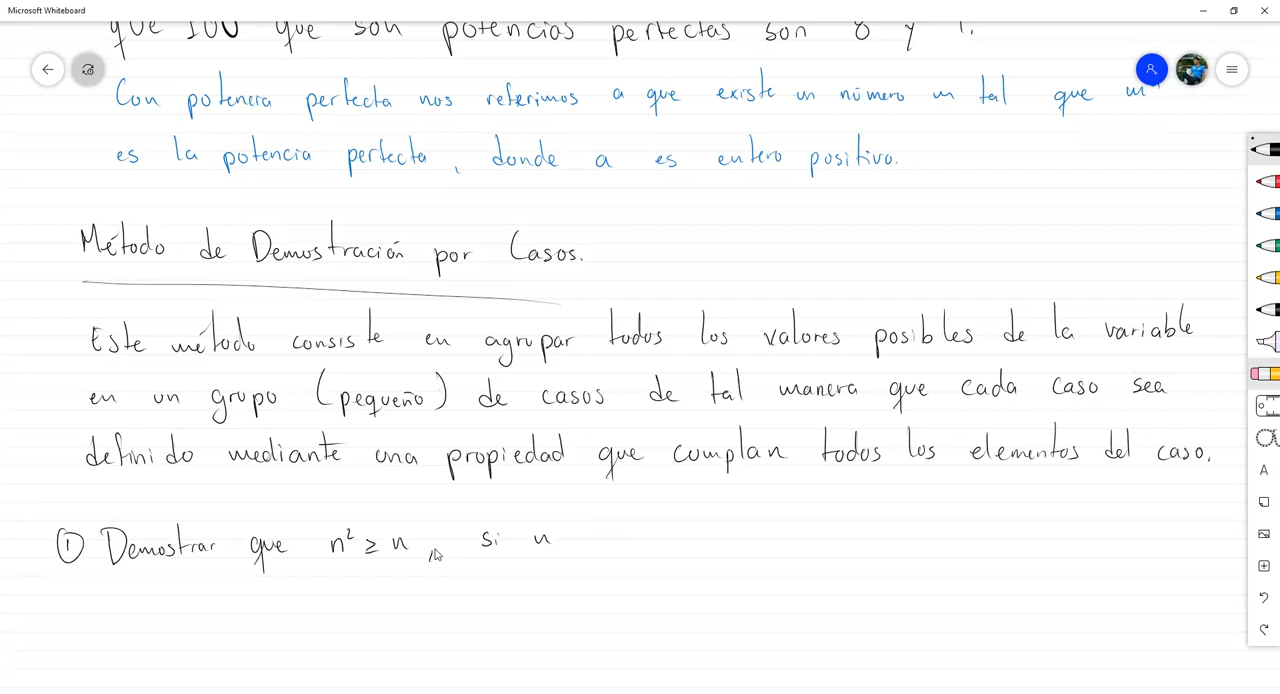 Microsoft Whiteboard
que 100 que son potencias perfectas son 8 y 9.
Con potencia perfecta nos referimos a que existe un número m tal que mᵃ
es la potencia perfecta, donde a es entero positivo.
Método de Demostración por Casos.
Este método consiste en agrupar todos los valores posibles de la variable
en un grupo (pequeño) de casos de tal manera que cada caso sea
definido mediante una propiedad que cumplan todos los elementos del caso.
① Demostrar que n² ≥ n, si n